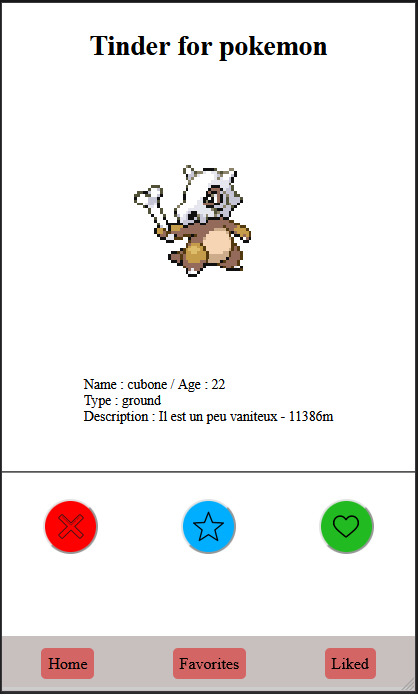 Tinder for pokemon
Name : cubone / Age : 22
Type : ground
Description : Il est un peu vaniteux - 11386m
Home
Favorites
Liked